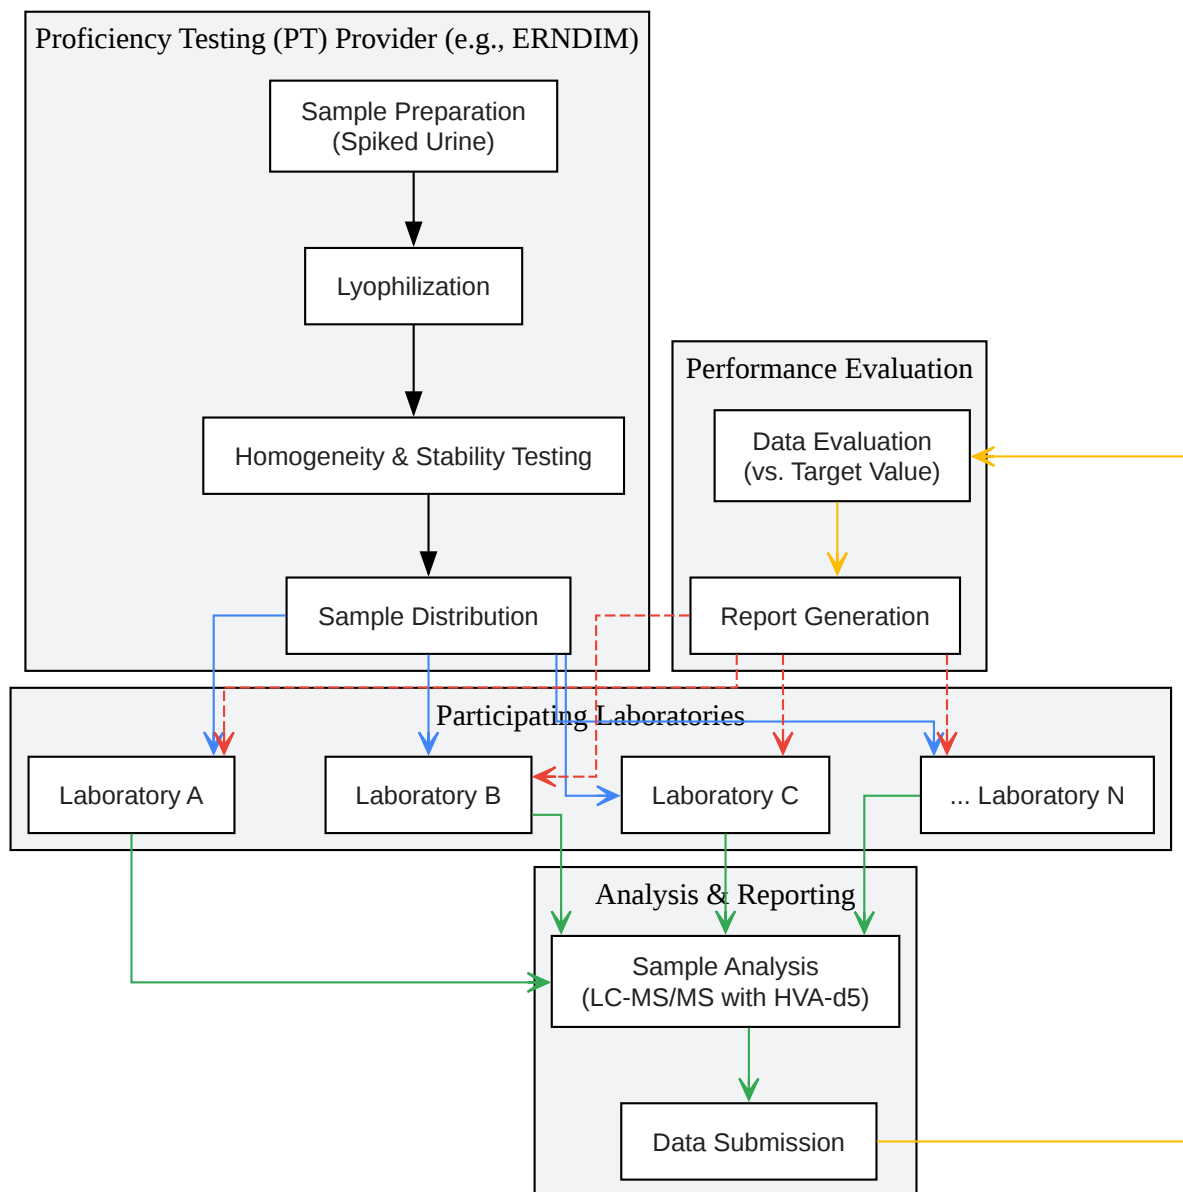 Proficiency Testing (PT) Provider (e.g., ERNDIM)
Sample Preparation
(Spiked Urine)
Lyophilization
Homogeneity & Stability Testing
Sample Distribution
Performance Evaluation
Data Evaluation
(vs. Target Value)
Report Generation
Participating Laboratories
Laboratory A
Laboratory B
Laboratory C
... Laboratory N
Analysis & Reporting
Sample Analysis
(LC-MS/MS with HVA-d5)
Data Submission